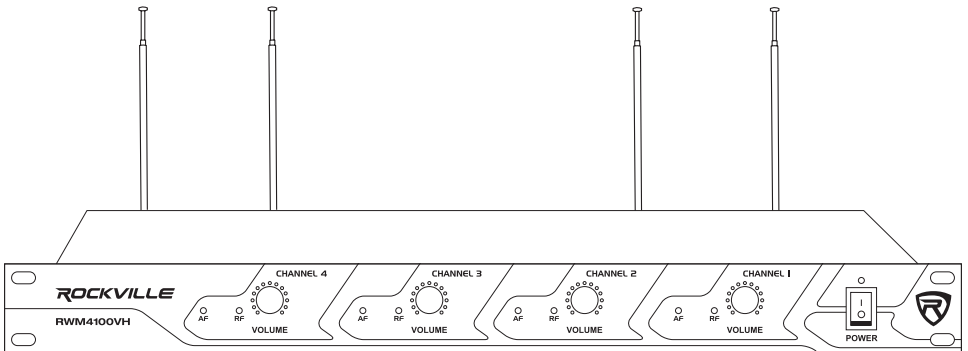 CHANNEL 4
CHANNEL 3
CHANNEL 2
CHANNEL 1
ROCKVILLE
RWM4100VH
AF RF
VOLUME
AF RF
VOLUME
AF RF
VOLUME
AF RF
VOLUME
I
O
POWER
R